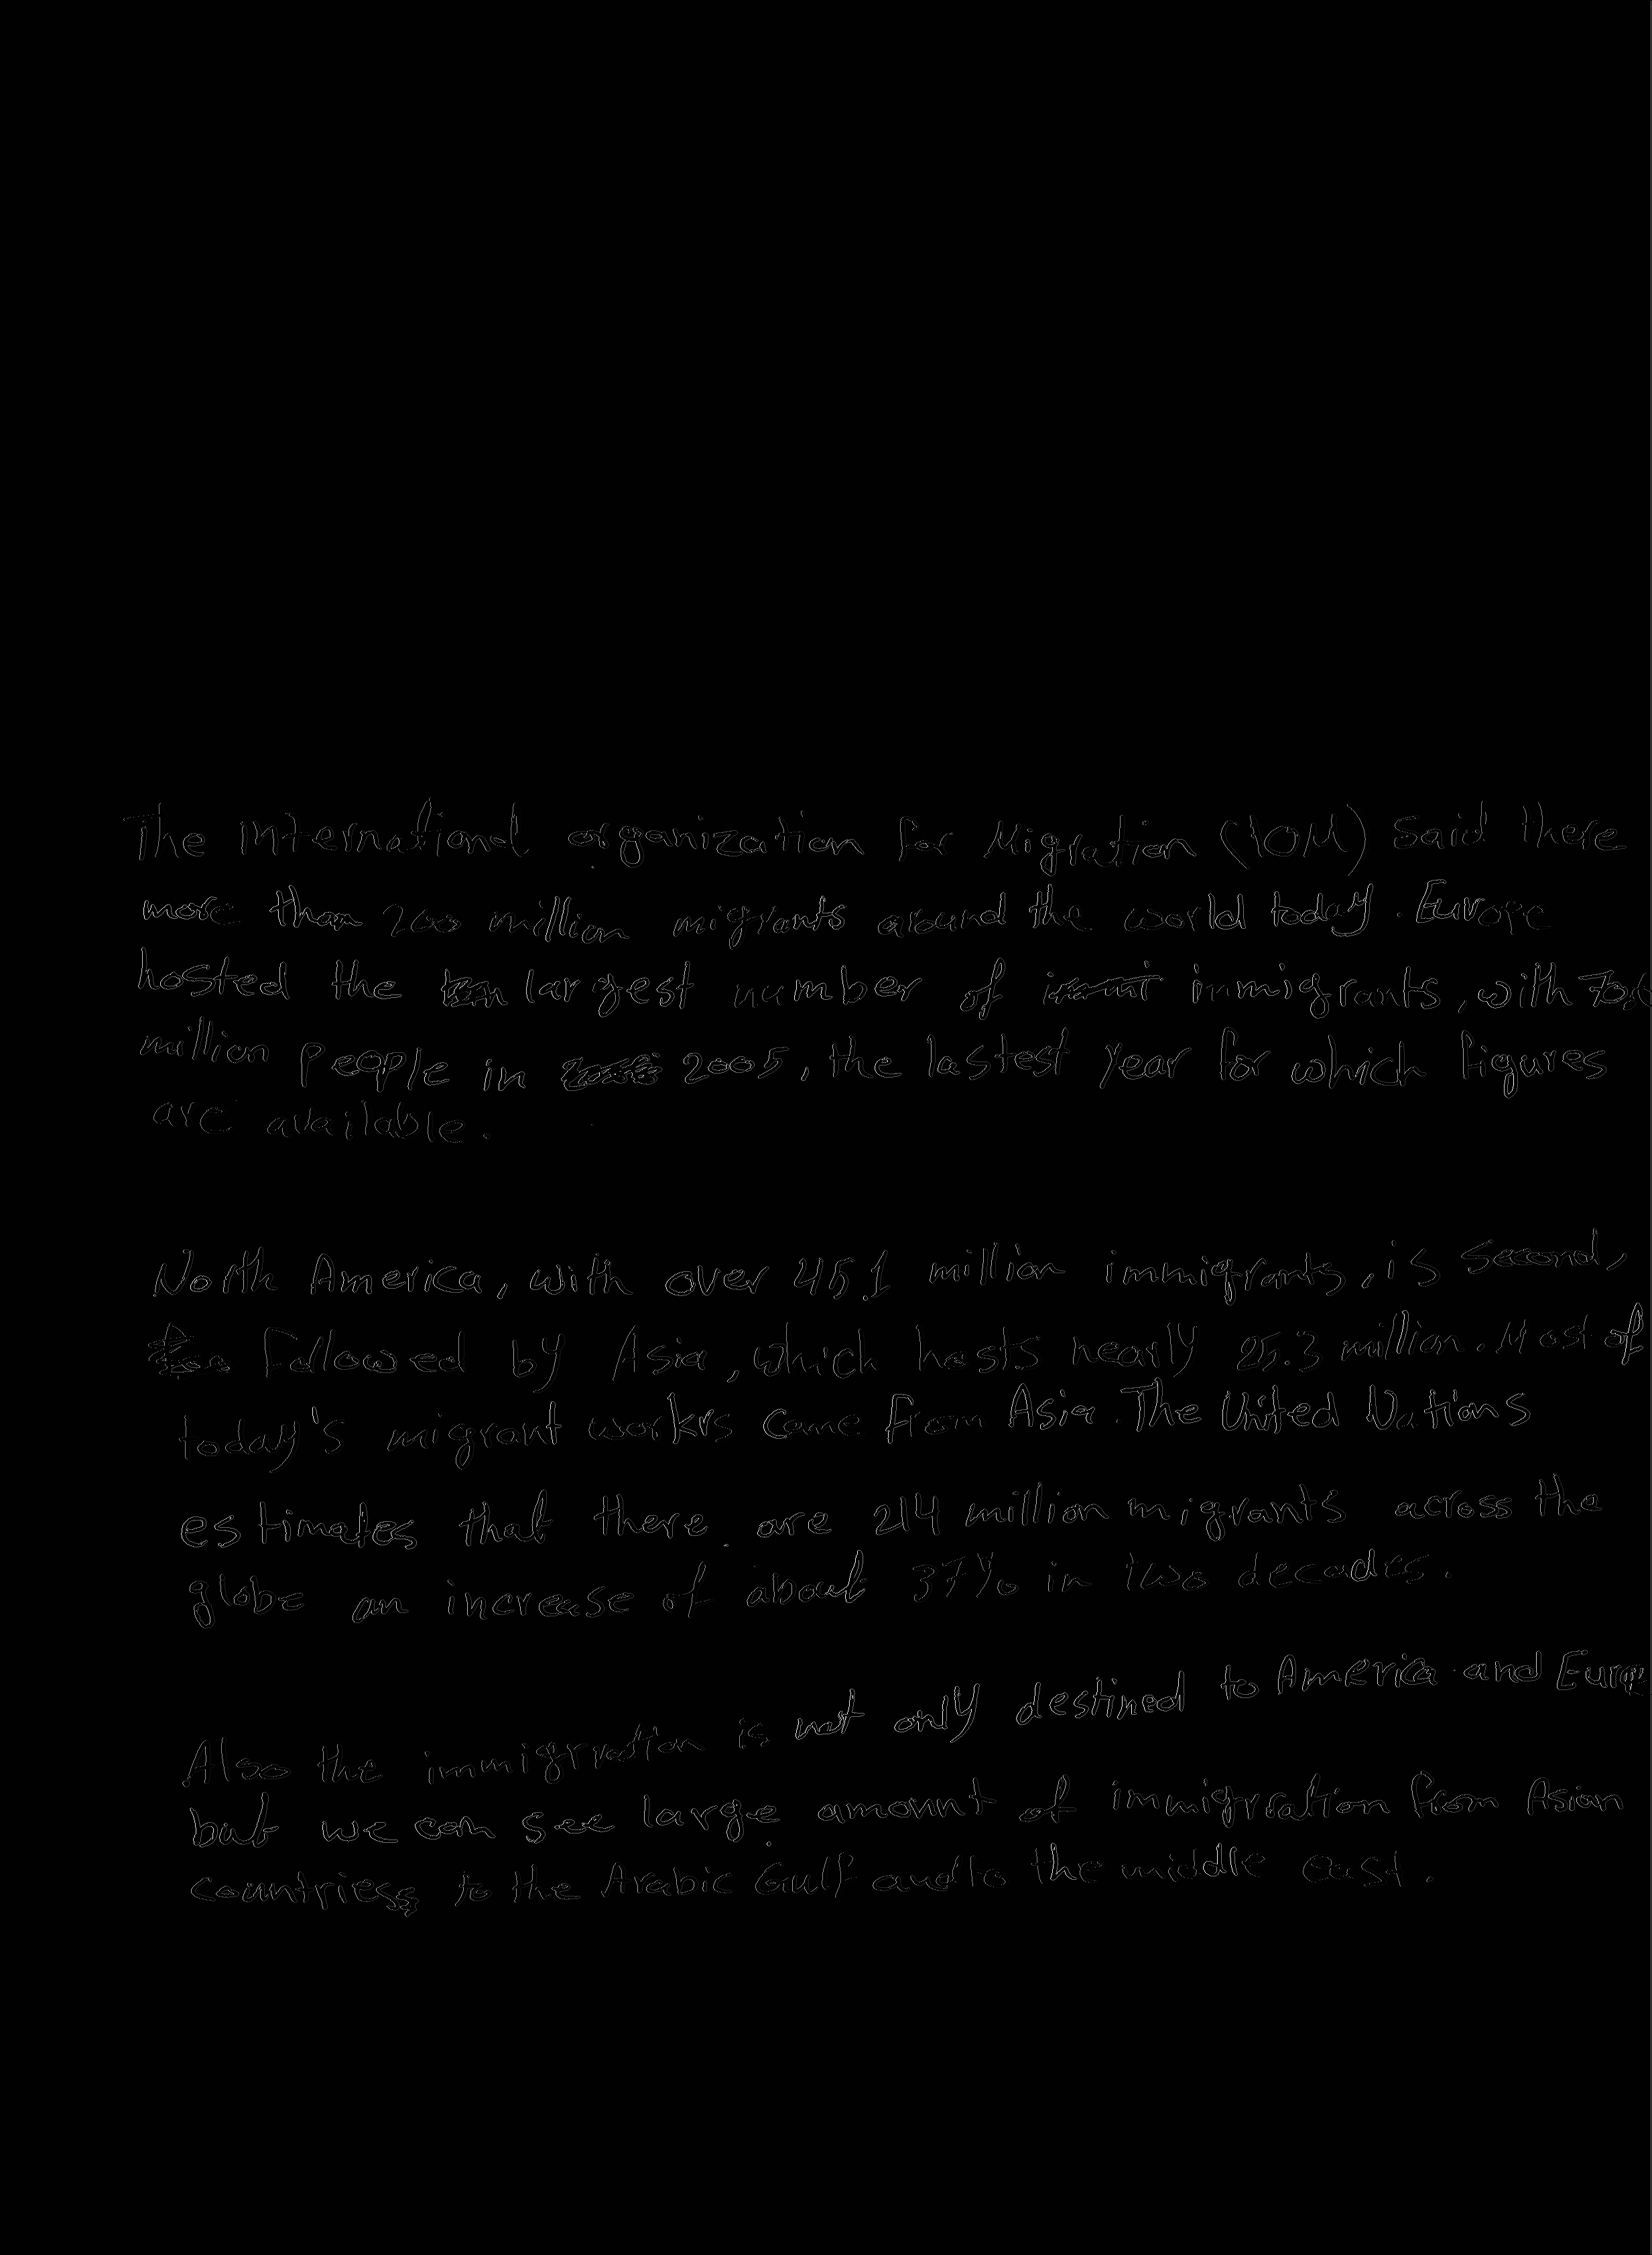 The International organization for Migration (IOM) said there
more than 200 million migrants around the world today. Europe
hosted the largest number of immigrants, with 70.6
million people in 2005, the lastest year for which figures
are available.
North America, with over 45.1 million immigrants, is second,
Followed by Asia, which hosts nearly 25.3 million. Most of
today's migrant workrs come from Asia. The United Nations
estimates that there are 214 million migrants across the
globe an increase of about 37% in two decades.
Also the immigration is not only destined to America and Europe
but we can see large amount of immigration from Asian
countries to the Arabic Gulf and to the middle east.